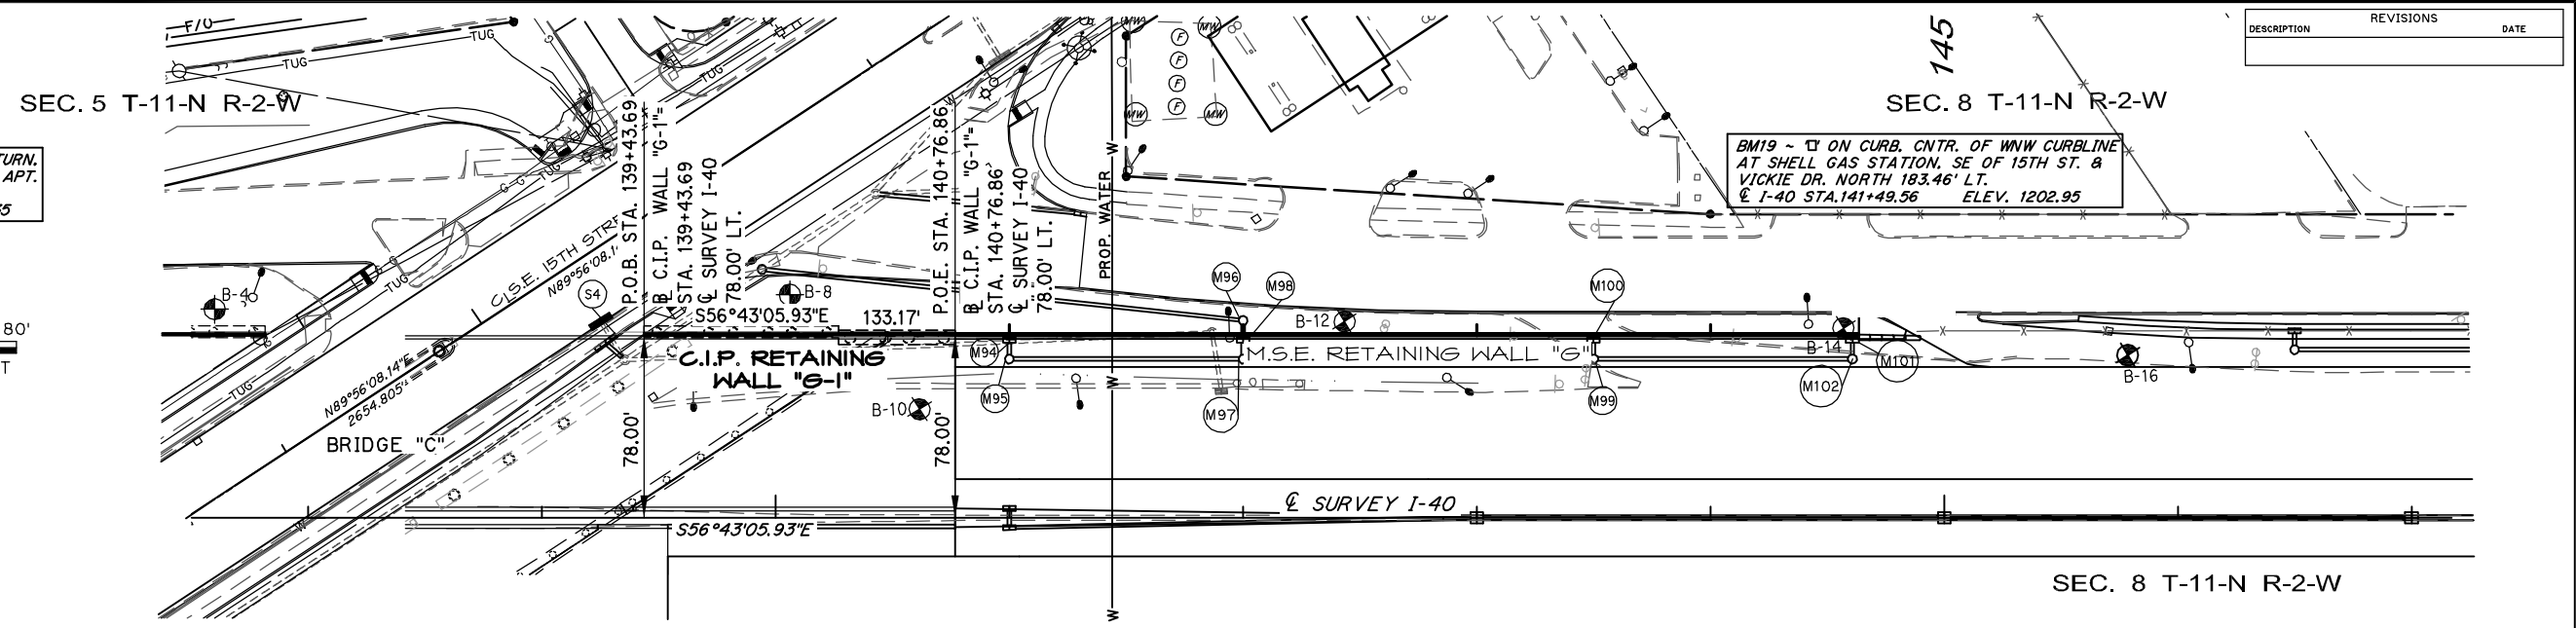 REVISIONS
DESCRIPTION DATE
F/O
TUG
TUG
TUG
SEC. 5 T-11-N R-2-W
145
SEC. 8 T-11-N R-2-W
TURN.
APT.
80'
BM19 ~ ON CURB. CNTR. OF WNW CURBLINE
AT SHELL GAS STATION. SE OF 15TH ST. &
VICKIE DR. NORTH 183.46' LT.
℄ I-40 STA.141+49.56 ELEV. 1202.95
MW
MW
MW
MW
F
F
F
F
P.O.B. STA. 139+43.69
C.I.P. WALL "G-1"=
STA. 139+43.69
℄ SURVEY I-40
78.00' LT.
P.O.E. STA. 140+76.86
C.I.P. WALL "G-1"=
STA. 140+76.86
℄ SURVEY I-40
78.00' LT.
PROP. WATER
W
W
W
TUG
TUG
TUG
S.E. 15TH STR
N89°56'08.1
N89°56'08.14"E
2654.805'
BRIDGE "C"
S4
B-4
B-8
S56°43'05.93"E 133.17'
C.I.P. RETAINING
WALL "G-1"
78.00'
78.00'
B-10
M94
M95
M96
M97
M98
B-12
M.S.E. RETAINING WALL "G"
M100
M99
B-14
M101
M102
B-16
℄ SURVEY I-40
S56°43'05.93"E
SEC. 8 T-11-N R-2-W